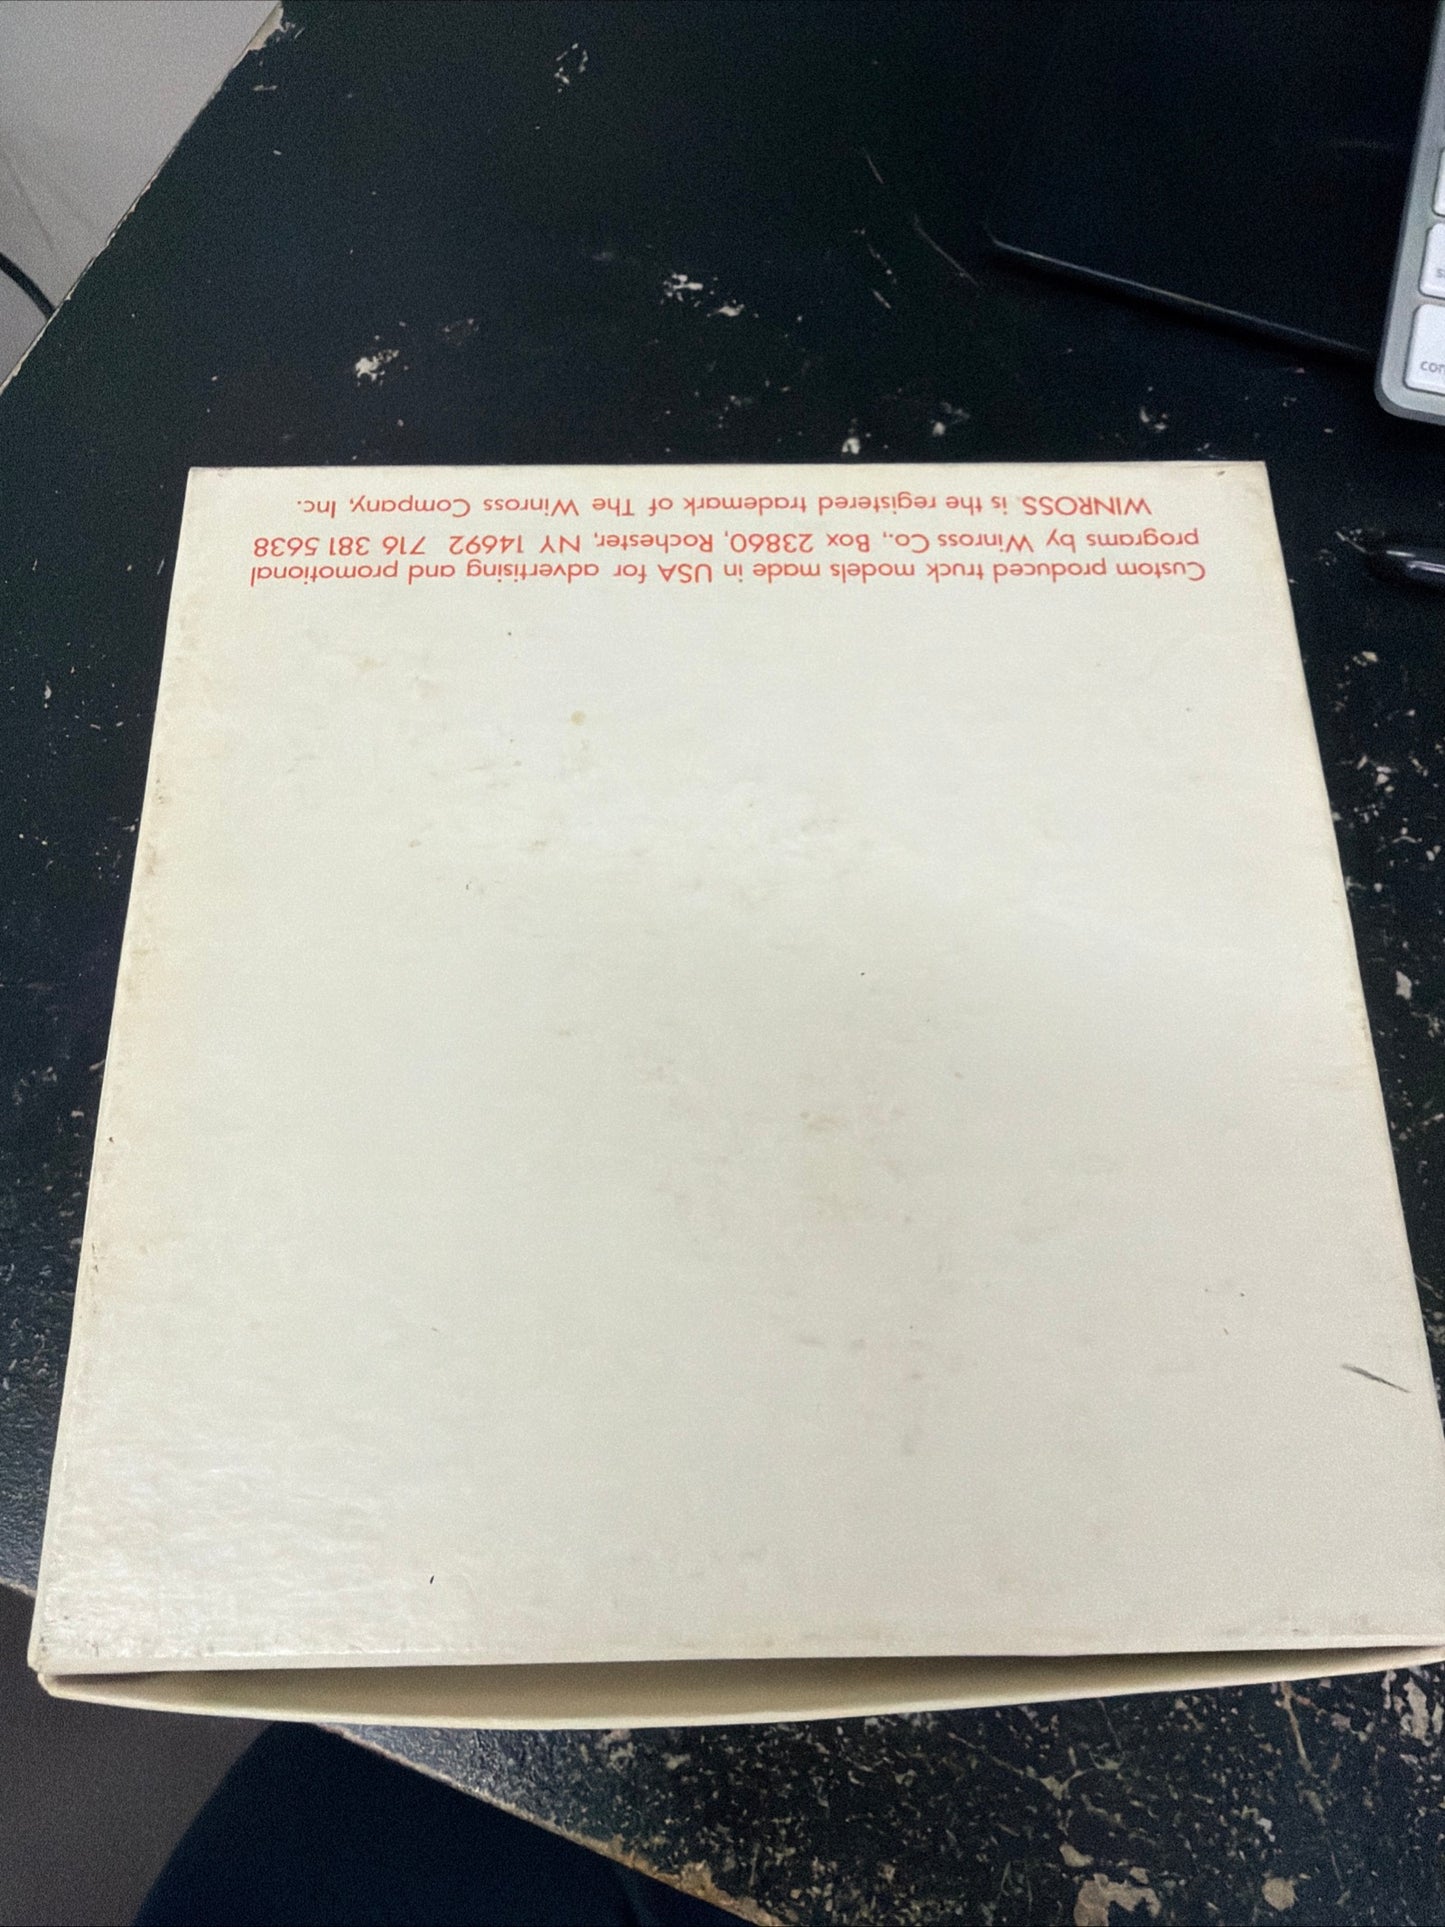 Custom produced truck models made in USA for advertising and promotional
programs by Winross Co., Box 23860, Rochester, NY 14692 716 381 5638
WINROSS is the registered trademark of The Winross Company, Inc.